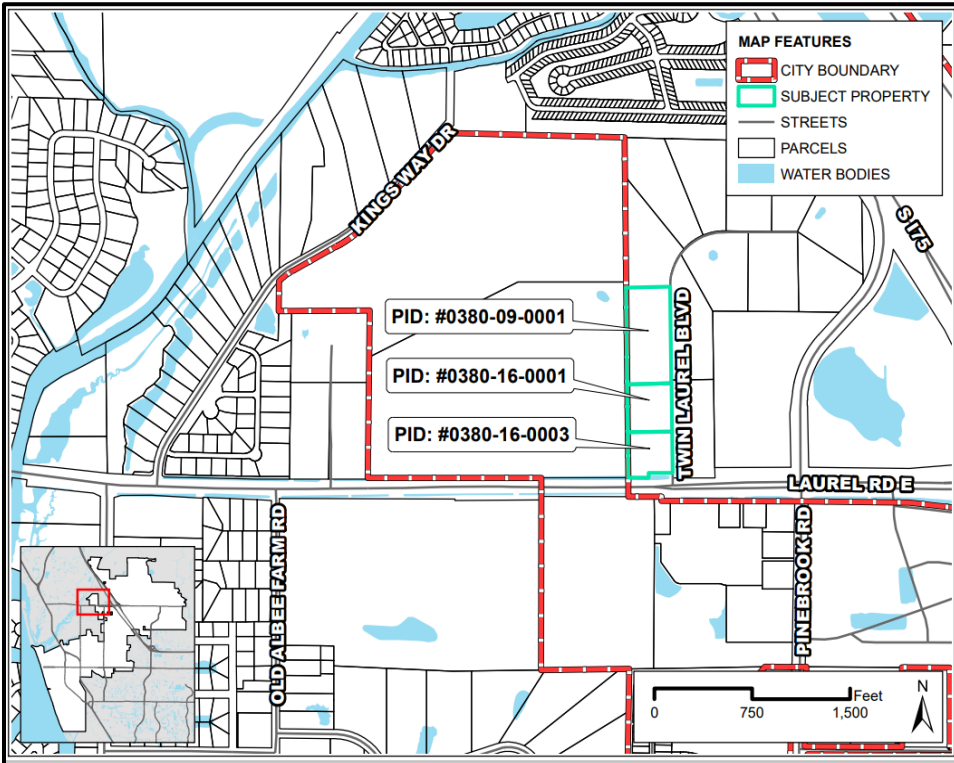 MAP FEATURES
CITY BOUNDARY
SUBJECT PROPERTY
STREETS
PARCELS
WATER BODIES
KINGS WAY DR
S I75
PID: #0380-09-0001
PID: #0380-16-0001
PID: #0380-16-0003
TWIN LAUREL BLVD
LAUREL RD E
OLD ALBEE FARM RD
PINEBROOK RD
Feet
0 750 1,500
N